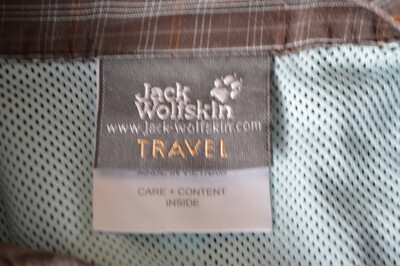 Jack
Wolfskin
www.jack-wolfskin.com
TRAVEL
MADE IN VIETNAM
CARE + CONTENT
INSIDE